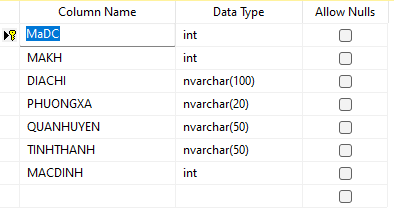 Column Name Data Type Allow Nulls
MaDC int
MAKH int
DIACHI nvarchar(100)
PHUONGXA nvarchar(20)
QUANHUYEN nvarchar(50)
TINHTHANH nvarchar(50)
MACDINH int